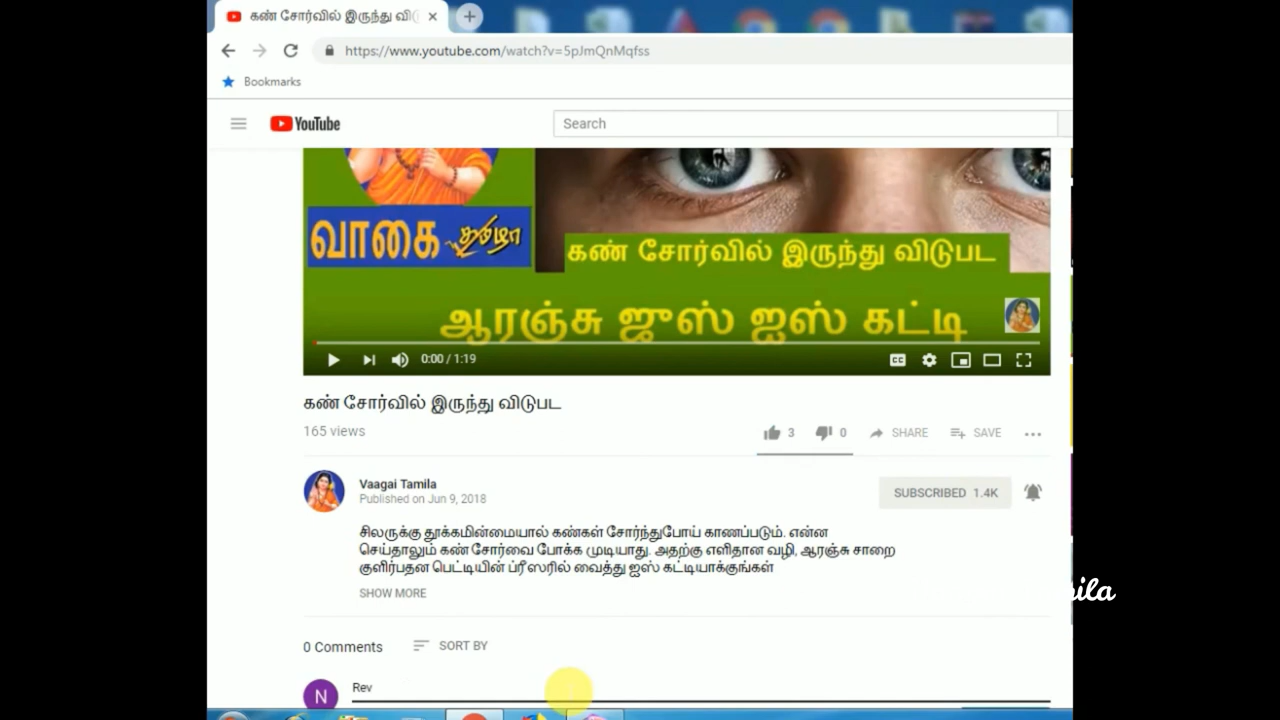 கண் சோர்வில் இருந்து விடு
https://www.youtube.com/watch?v=5pJmQnMqfss
Bookmarks
YouTube
Search
வாகை தமிழா
கண் சோர்வில் இருந்து விடுபட
ஆரஞ்சு ஜுஸ் ஐஸ் கட்டி
0:00 / 1:19
CC
கண் சோர்வில் இருந்து விடுபட
165 views
3 0 SHARE SAVE
Vaagai Tamila
Published on Jun 9, 2018
SUBSCRIBED 1.4K
சிலருக்கு தூக்கமின்மையால் கண்கள் சோர்ந்துபோய் காணப்படும். என்ன
செய்தாலும் கண் சோர்வை போக்க முடியாது. அதற்கு எளிதான வழி, ஆரஞ்சு சாறை
குளிர்பதன பெட்டியின் ப்ரீஸரில் வைத்து ஐஸ் கட்டியாக்குங்கள்
SHOW MORE
0 Comments SORT BY
N Rev